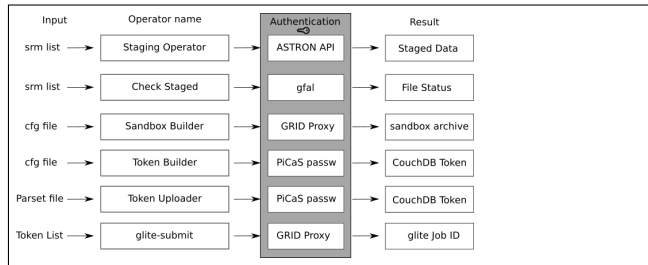 Input Operator name Authentication Result
srm list Staging Operator ASTRON API Staged Data
srm list Check Staged gfal File Status
cfg file Sandbox Builder GRID Proxy sandbox archive
cfg file Token Builder PiCaS passw CouchDB Token
Parset file Token Uploader PiCaS passw CouchDB Token
Token List glite-submit GRID Proxy glite Job ID